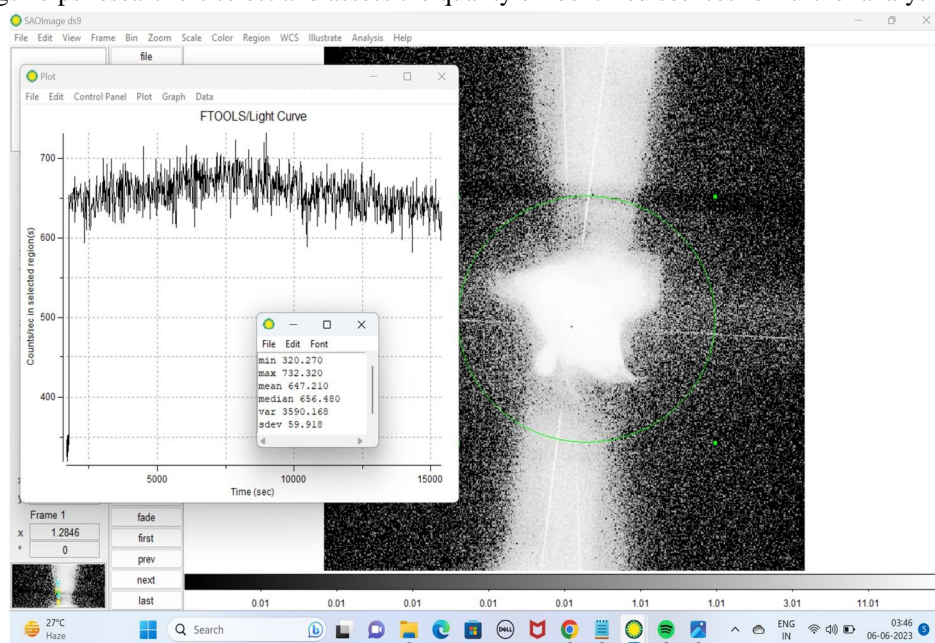 SAOImage ds9
File Edit View Frame Bin Zoom Scale Color Region WCS Illustrate Analysis Help
file
Plot
File Edit Control Panel Plot Graph Data
FTOOLS/Light Curve
700
600
500
400
Counts/sec in selected region(s)
5000 10000 15000
Time (sec)
File Edit Font
min 320.270
max 732.320
mean 647.210
median 656.480
var 3590.168
sdev 59.918
Frame 1
x 1.2846
° 0
fade
first
prev
next
last
0.01 0.01 0.01 0.01 0.01 1.01 1.01 3.01 11.01
27°C
Haze
Search
DELL
ENG
IN
03:46
06-06-2023
5